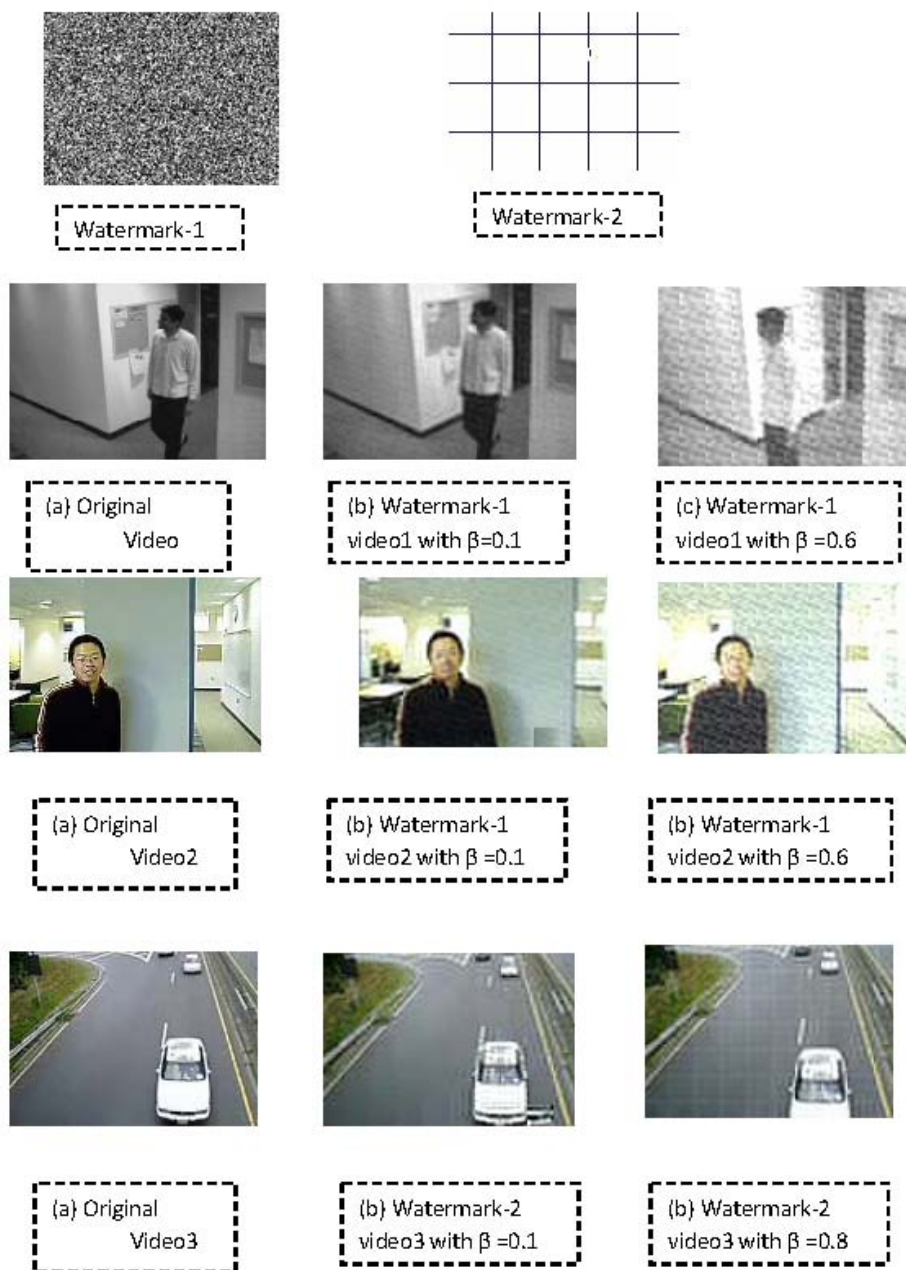 Watermark-1
Watermark-2
(a) Original
Video
(b) Watermark-1
video1 with β=0.1
(c) Watermark-1
video1 with β =0.6
(a) Original
Video2
(b) Watermark-1
video2 with β =0.1
(b) Watermark-1
video2 with β =0.6
(a) Original
Video3
(b) Watermark-2
video3 with β =0.1
(b) Watermark-2
video3 with β =0.8